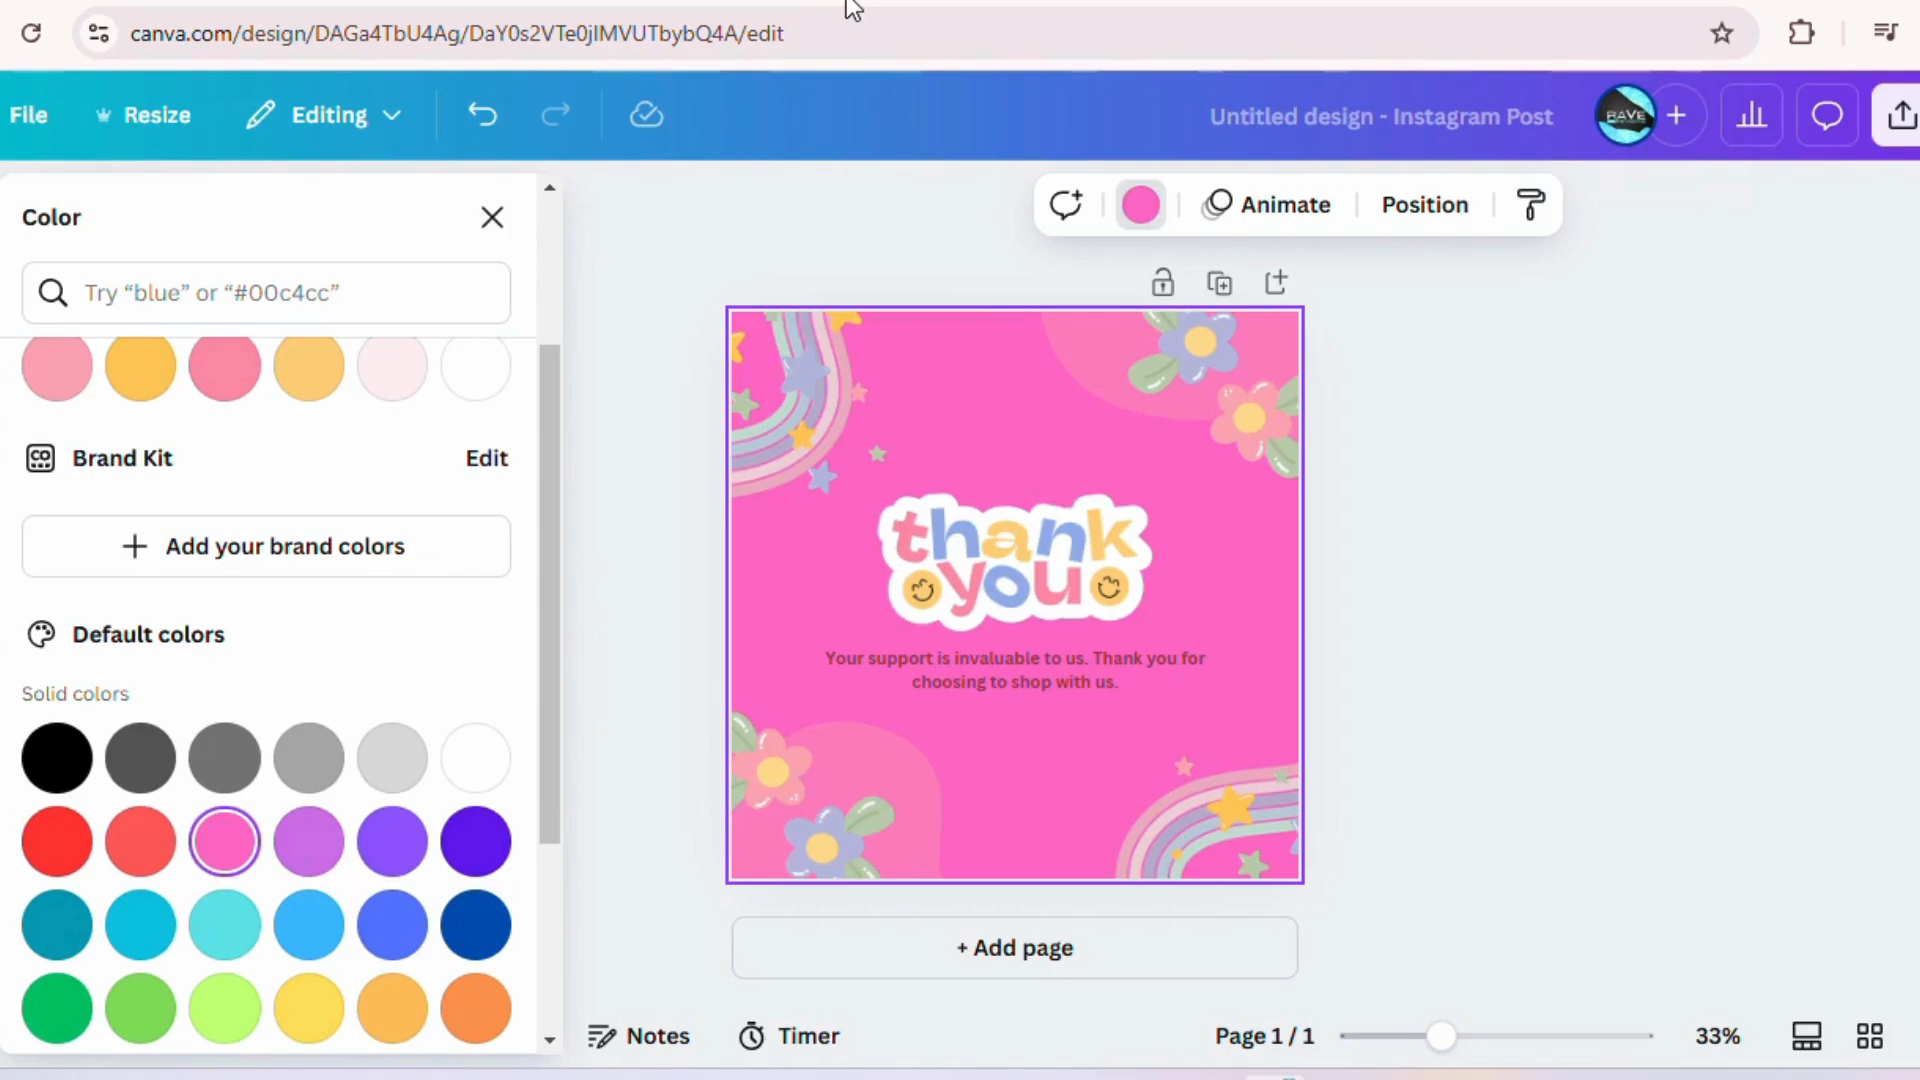 canva.com/design/DAGa4TbU4Ag/DaY0s2VTe0jIMVUTbybQ4A/edit
File
Resize
Editing
Untitled design - Instagram Post
RAVE
Color
Try “blue” or “#00c4cc”
Brand Kit
Edit
+ Add your brand colors
Default colors
Solid colors
Animate
Position
thank
you
Your support is invaluable to us. Thank you for
choosing to shop with us.
+ Add page
Notes
Timer
Page 1 / 1
33%